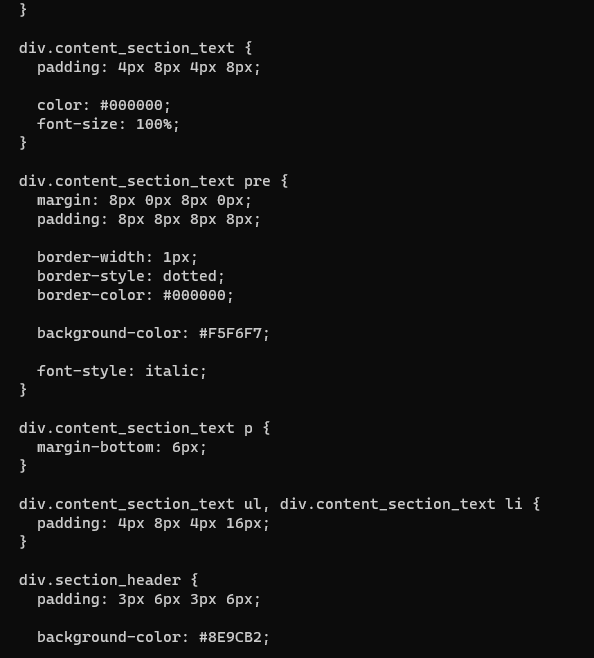 }

div.content_section_text {
  padding: 4px 8px 4px 8px;

  color: #000000;
  font-size: 100%;
}

div.content_section_text pre {
  margin: 8px 0px 8px 0px;
  padding: 8px 8px 8px 8px;

  border-width: 1px;
  border-style: dotted;
  border-color: #000000;

  background-color: #F5F6F7;

  font-style: italic;
}

div.content_section_text p {
  margin-bottom: 6px;
}

div.content_section_text ul, div.content_section_text li {
  padding: 4px 8px 4px 16px;
}

div.section_header {
  padding: 3px 6px 3px 6px;

  background-color: #8E9CB2;